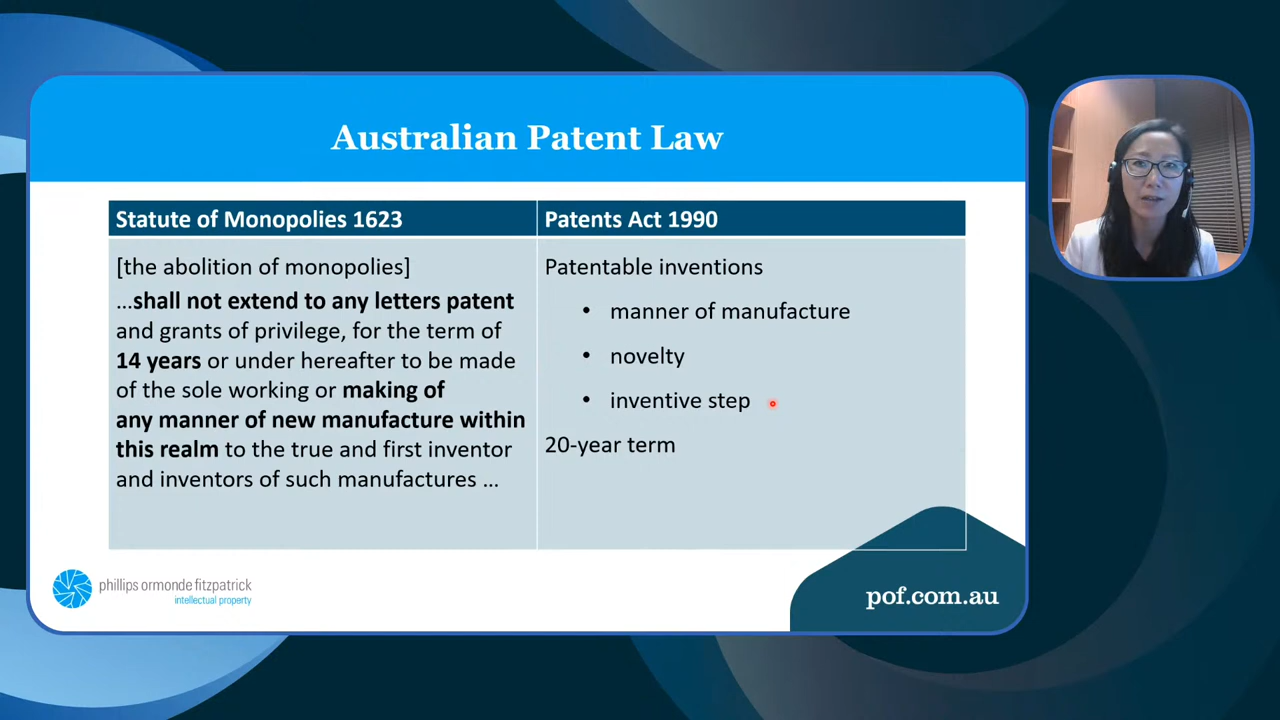 Australian Patent Law
Statute of Monopolies 1623
[the abolition of monopolies]
…shall not extend to any letters patent
and grants of privilege, for the term of
14 years or under hereafter to be made
of the sole working or making of
any manner of new manufacture within
this realm to the true and first inventor
and inventors of such manufactures …
Patents Act 1990
Patentable inventions
• manner of manufacture
• novelty
• inventive step
20-year term
phillips ormonde fitzpatrick
intellectual property
pof.com.au